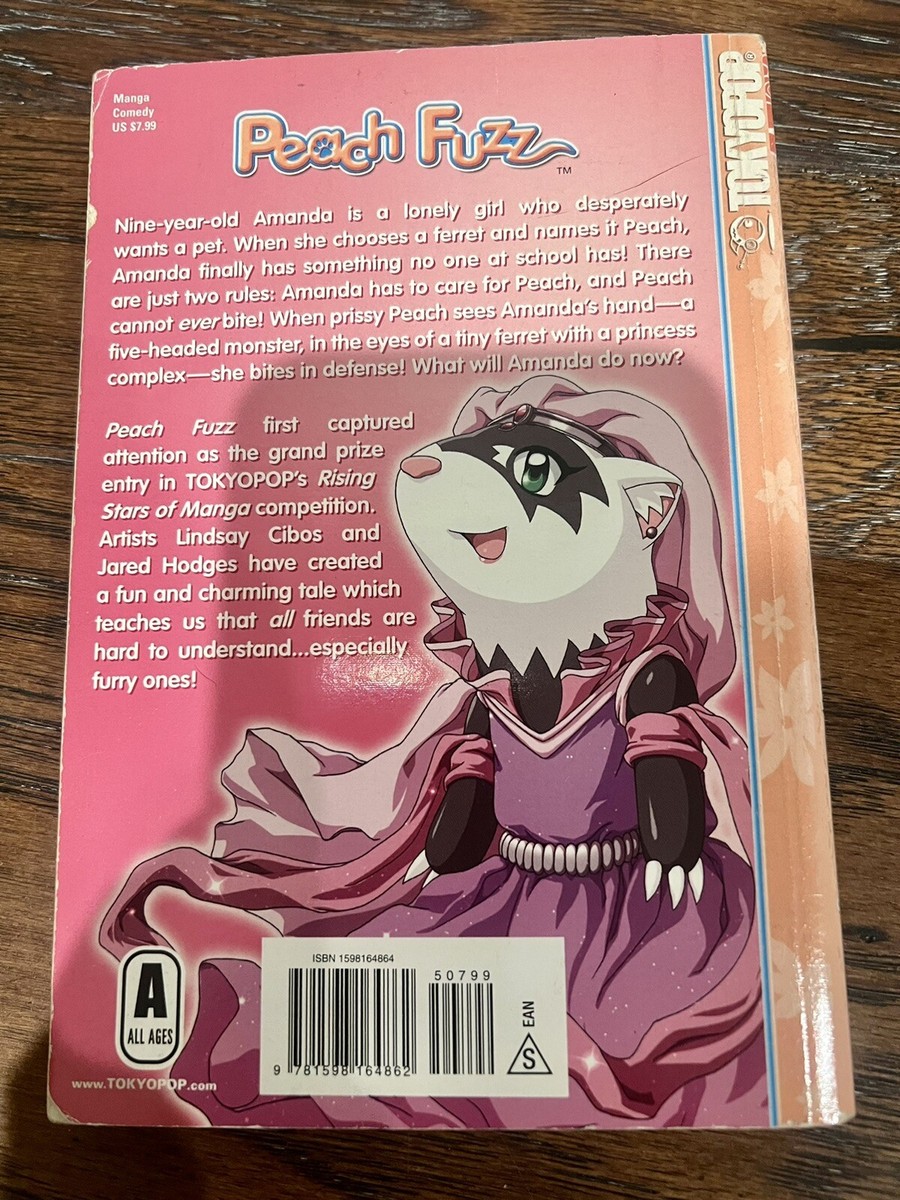 Manga
Comedy
US $7.99
Peach Fuzz
TM
Nine-year-old Amanda is a lonely girl who desperately
wants a pet. When she chooses a ferret and names it Peach,
Amanda finally has something no one at school has! There
are just two rules: Amanda has to care for Peach, and Peach
cannot ever bite! When prissy Peach sees Amanda's hand—a
five-headed monster, in the eyes of a tiny ferret with a princess
complex—she bites in defense! What will Amanda do now?
Peach Fuzz first captured
attention as the grand prize
entry in TOKYOPOP's Rising
Stars of Manga competition.
Artists Lindsay Cibos and
Jared Hodges have created
a fun and charming tale which
teaches us that all friends are
hard to understand...especially
furry ones!
A
ALL AGES
www.TOKYOPOP.com
ISBN 1598164864
50799
9 781598 164862
EAN
S
TOKYOPOP®